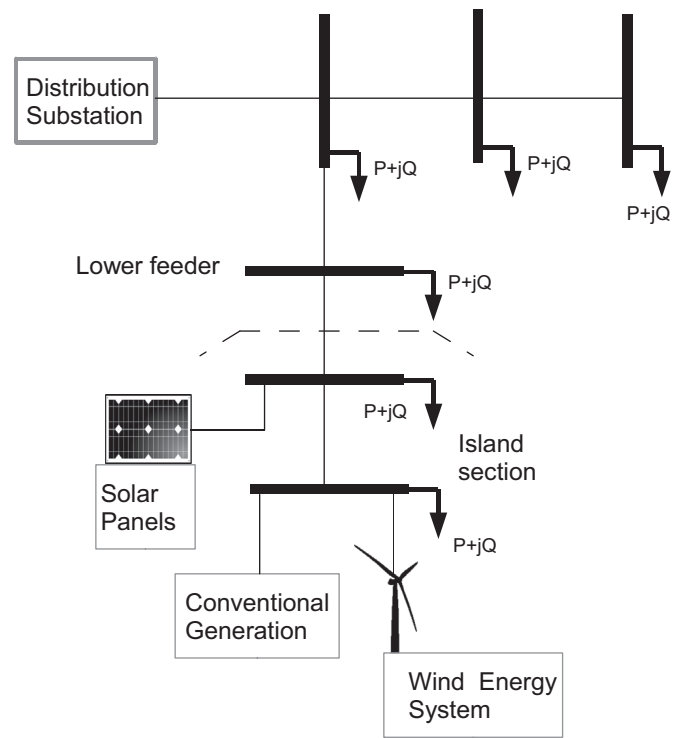 Distribution
Substation
P+jQ
P+jQ
P+jQ
Lower feeder
P+jQ
P+jQ
Island
section
Solar
Panels
P+jQ
Conventional
Generation
Wind Energy
System